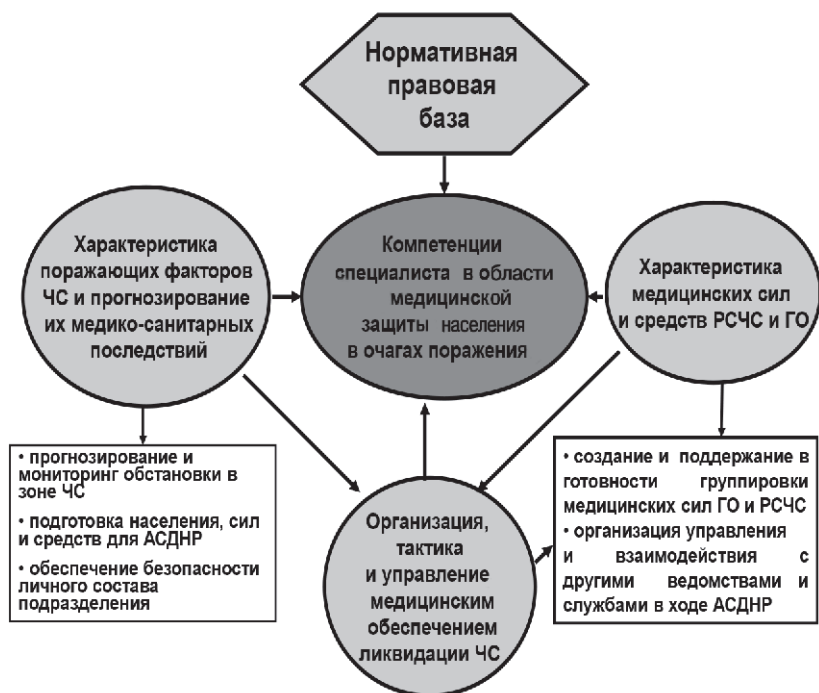 Нормативная
правовая
база
Характеристика
поражающих факторов
ЧС и прогнозирование
их медико-санитарных
последствий
Компетенции
специалиста в области
медицинской
защиты населения
в очагах поражения
Характеристика
медицинских сил
и средств РСЧС и ГО
• прогнозирование и
мониторинг обстановки в
зоне ЧС
• подготовка населения, сил
и средств для АСДНР
• обеспечение безопасности
личного состава
подразделения
Организация,
тактика
и управление
медицинским
обеспечением
ликвидации ЧС
• создание и поддержание в
готовности группировки
медицинских сил ГО и РСЧС
• организация управления
и взаимодействия с
другими ведомствами и
службами в ходе АСДНР